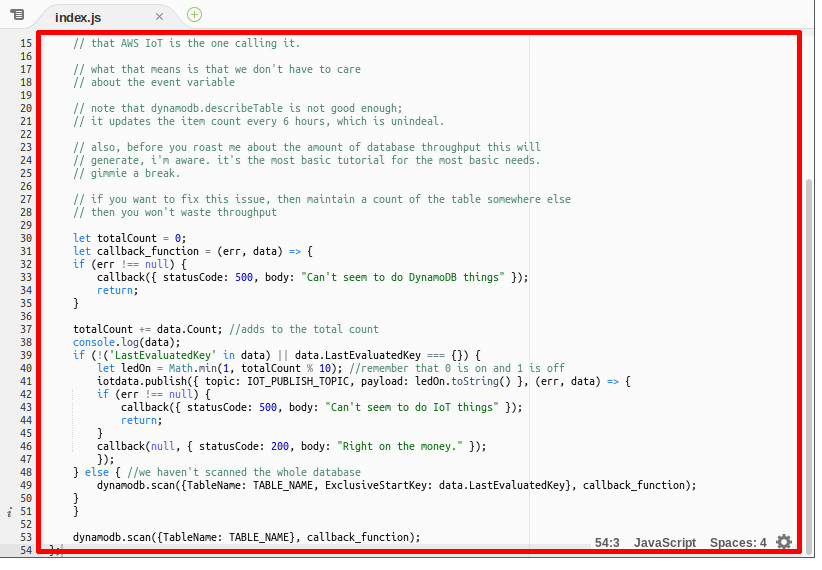 index.js
15 // that AWS IoT is the one calling it.
16
17 // what that means is that we don't have to care
18 // about the event variable
19
20 // note that dynamodb.describeTable is not good enough;
21 // it updates the item count every 6 hours, which is unindeal.
22
23 // also, before you roast me about the amount of database throughput this will
24 // generate, i'm aware. it's the most basic tutorial for the most basic needs.
25 // gimmie a break.
26
27 // if you want to fix this issue, then maintain a count of the table somewhere else
28 // then you won't waste throughput
29
30 let totalCount = 0;
31 let callback_function = (err, data) => {
32 if (err !== null) {
33 callback({ statusCode: 500, body: "Can't seem to do DynamoDB things" });
34 return;
35 }
36
37 totalCount += data.Count; //adds to the total count
38 console.log(data);
39 if (!('LastEvaluatedKey' in data) || data.LastEvaluatedKey === {}) {
40 let ledOn = Math.min(1, totalCount % 10); //remember that 0 is on and 1 is off
41 iotdata.publish({ topic: IOT_PUBLISH_TOPIC, payload: ledOn.toString() }, (err, data) => {
42 if (err !== null) {
43 callback({ statusCode: 500, body: "Can't seem to do IoT things" });
44 return;
45 }
46 callback(null, { statusCode: 200, body: "Right on the money." });
47 });
48 } else { //we haven't scanned the whole database
49 dynamodb.scan({TableName: TABLE_NAME, ExclusiveStartKey: data.LastEvaluatedKey}, callback_function);
50 }
51 }
52
53 dynamodb.scan({TableName: TABLE_NAME}, callback_function);
54 };
54:3 JavaScript Spaces: 4